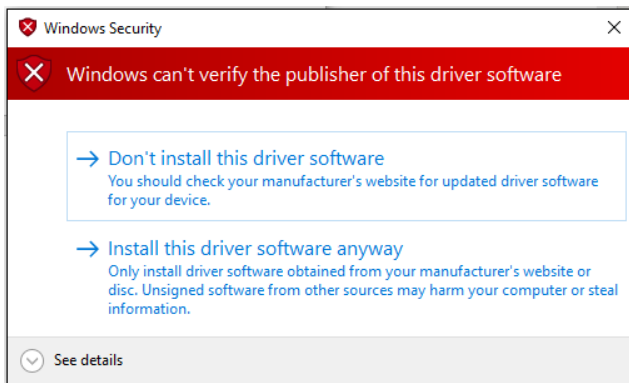 Windows Security
Windows can't verify the publisher of this driver software
Don't install this driver software
You should check your manufacturer's website for updated driver software
for your device.
Install this driver software anyway
Only install driver software obtained from your manufacturer's website or
disc. Unsigned software from other sources may harm your computer or steal
information.
See details